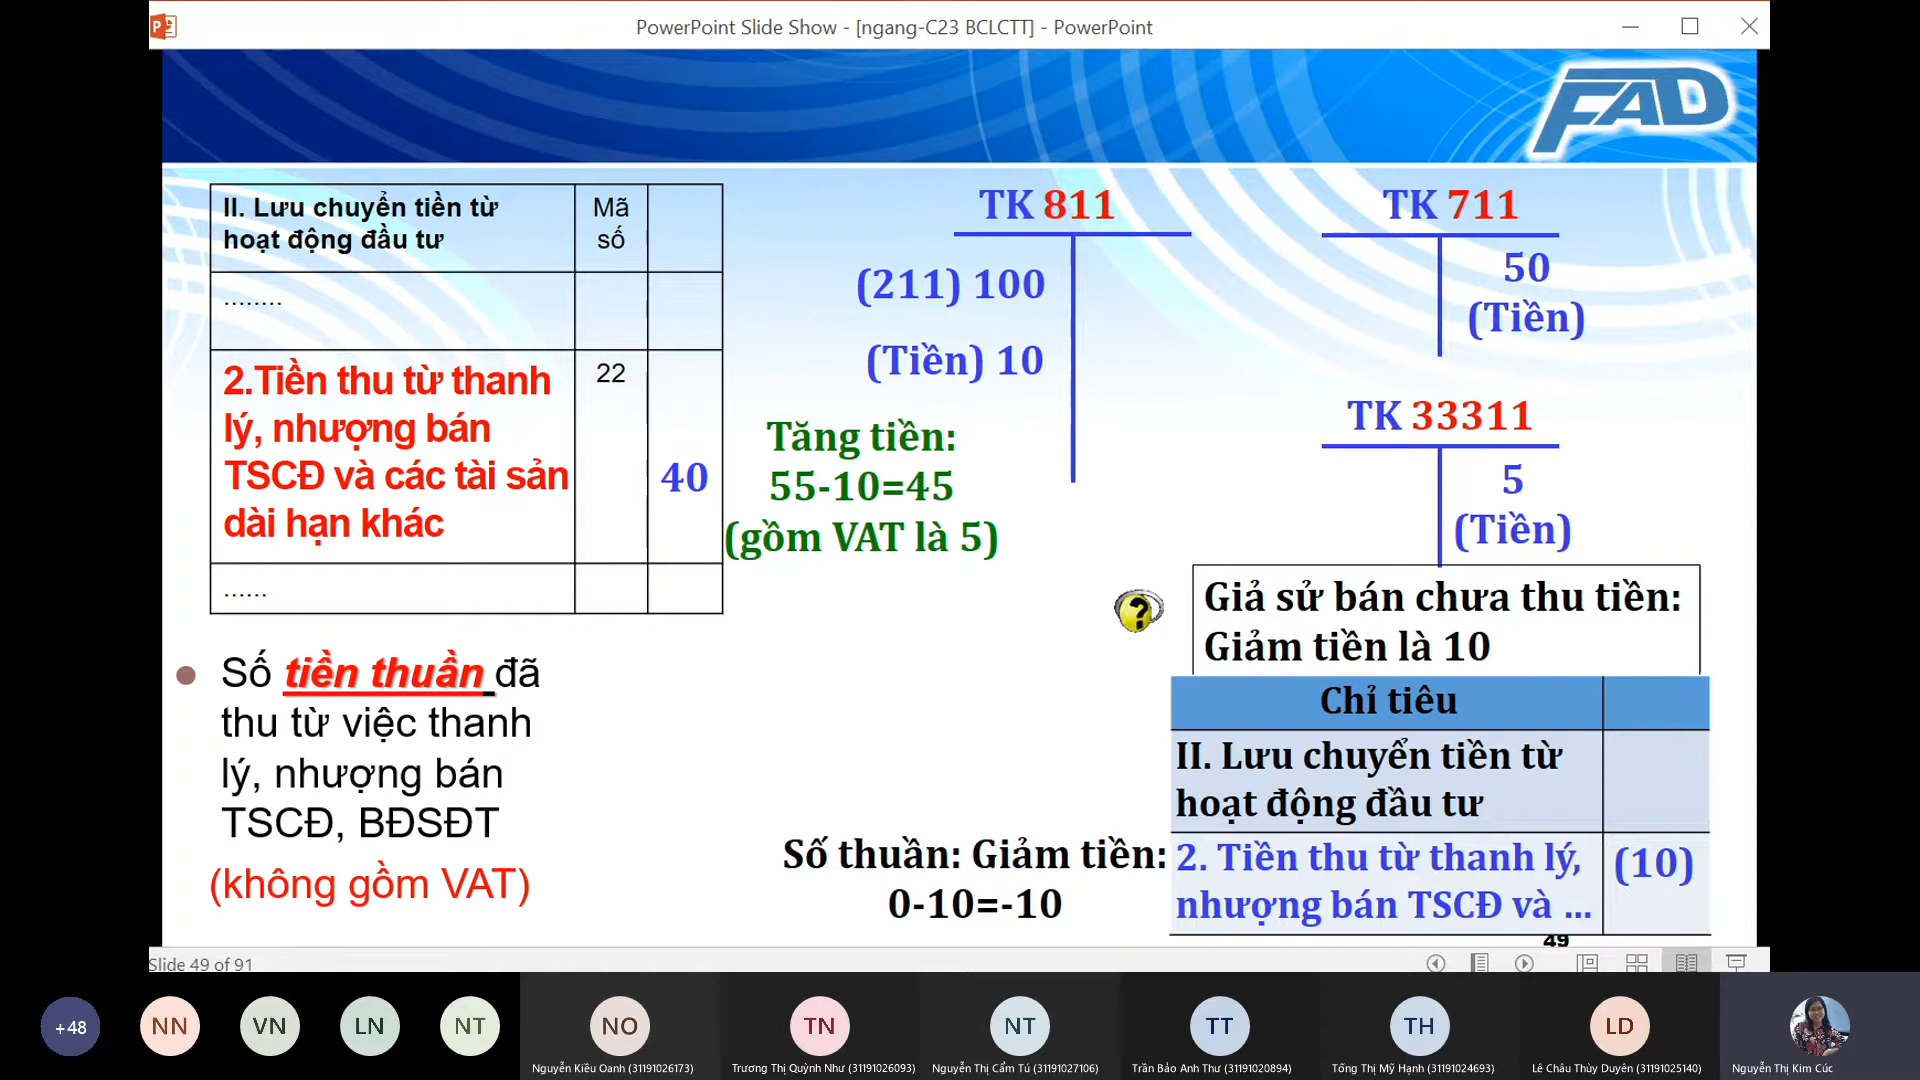 PowerPoint Slide Show - [ngang-C23 BCLCTT] - PowerPoint
FAD
II. Lưu chuyển tiền từ
hoạt động đầu tư
Mã
số
........
2.Tiền thu từ thanh
lý, nhượng bán
TSCĐ và các tài sản
dài hạn khác
22
40
......
Số tiền thuần đã
thu từ việc thanh
lý, nhượng bán
TSCĐ, BĐSĐT
(không gồm VAT)
TK 811
(211) 100
(Tiền) 10
Tăng tiền:
55-10=45
(gồm VAT là 5)
TK 711
50
(Tiền)
TK 33311
5
(Tiền)
?
Giả sử bán chưa thu tiền:
Giảm tiền là 10
Số thuần: Giảm tiền:
0-10=-10
Chỉ tiêu
II. Lưu chuyển tiền từ
hoạt động đầu tư
2. Tiền thu từ thanh lý,
nhượng bán TSCĐ và ...
(10)
49
Slide 49 of 91
+48
NN
VN
LN
NT
NO
Nguyễn Kiều Oanh (31191026173)
TN
Trương Thị Quỳnh Như (31191026093)
NT
Nguyễn Thị Cẩm Tú (31191027106)
TT
Trần Bảo Anh Thư (31191020894)
TH
Tống Thị Mỹ Hạnh (31191024693)
LD
Lê Châu Thùy Duyên (31191025140)
Nguyễn Thị Kim Cúc